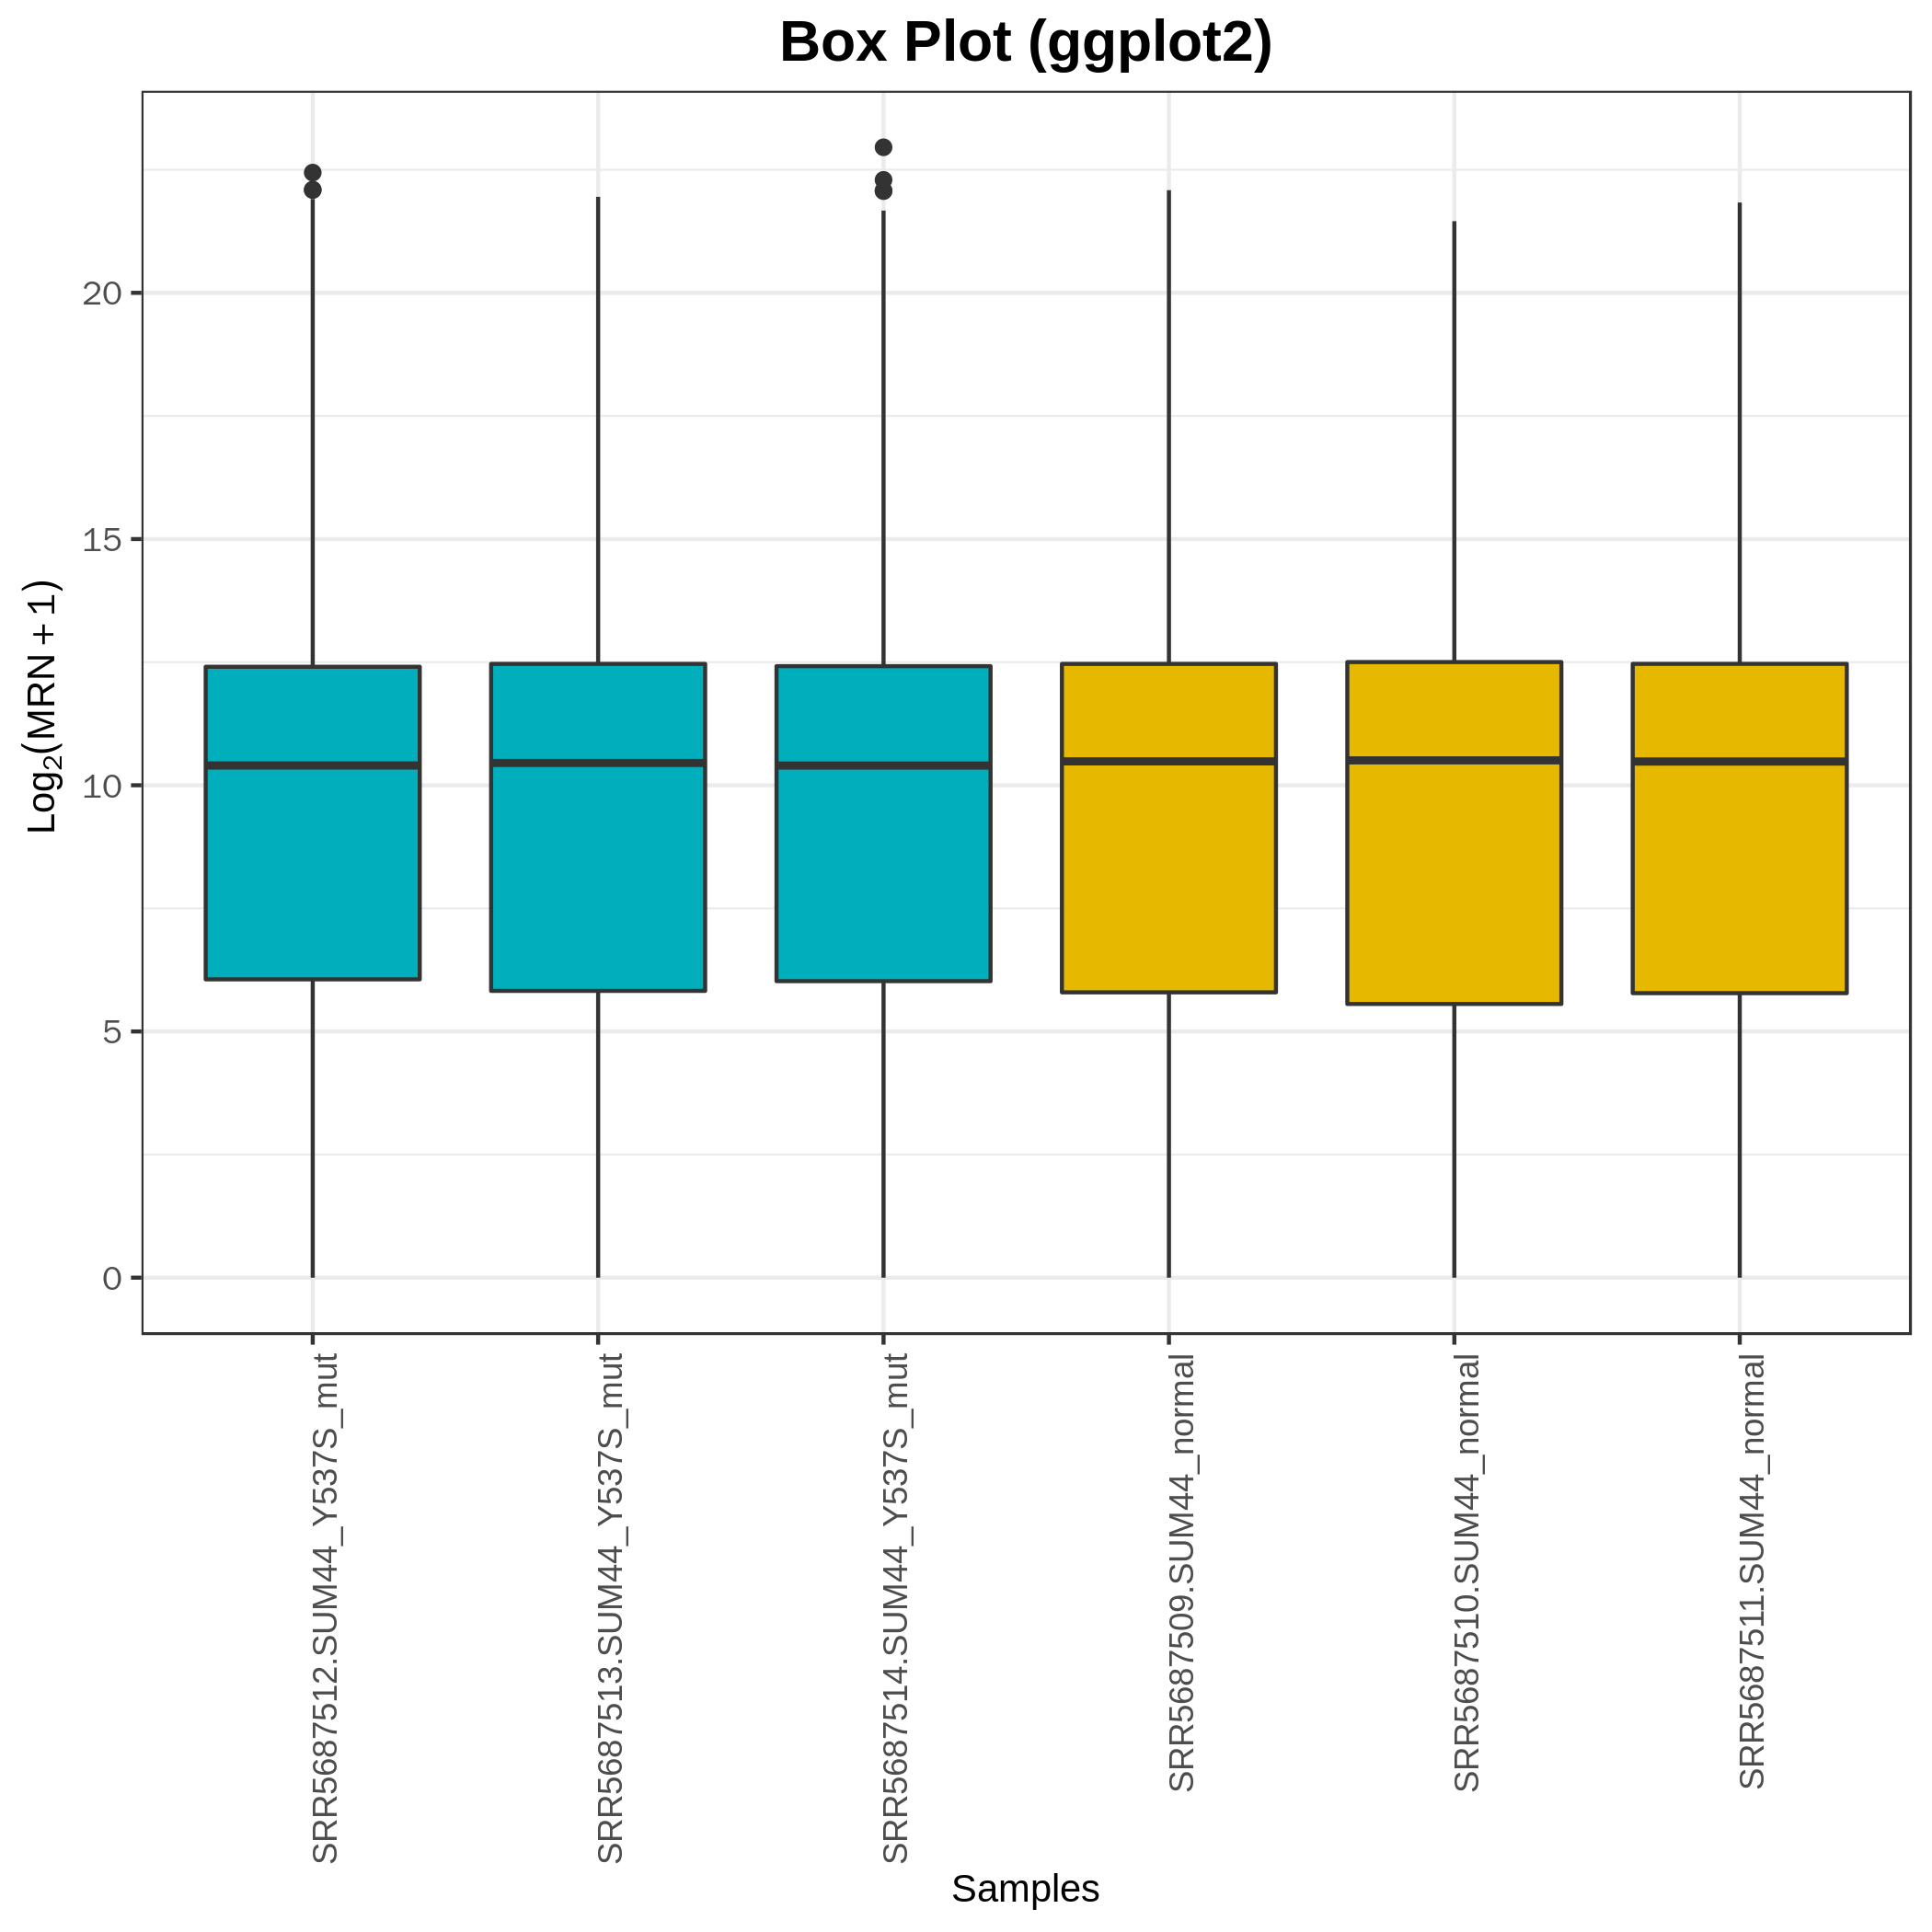 Box Plot (ggplot2)
Log₂(MRN + 1)
20
15
10
5
0
SRR5687512.SUM44_Y537S_mut
SRR5687513.SUM44_Y537S_mut
SRR5687514.SUM44_Y537S_mut
SRR5687509.SUM44_normal
SRR5687510.SUM44_normal
SRR5687511.SUM44_normal
Samples